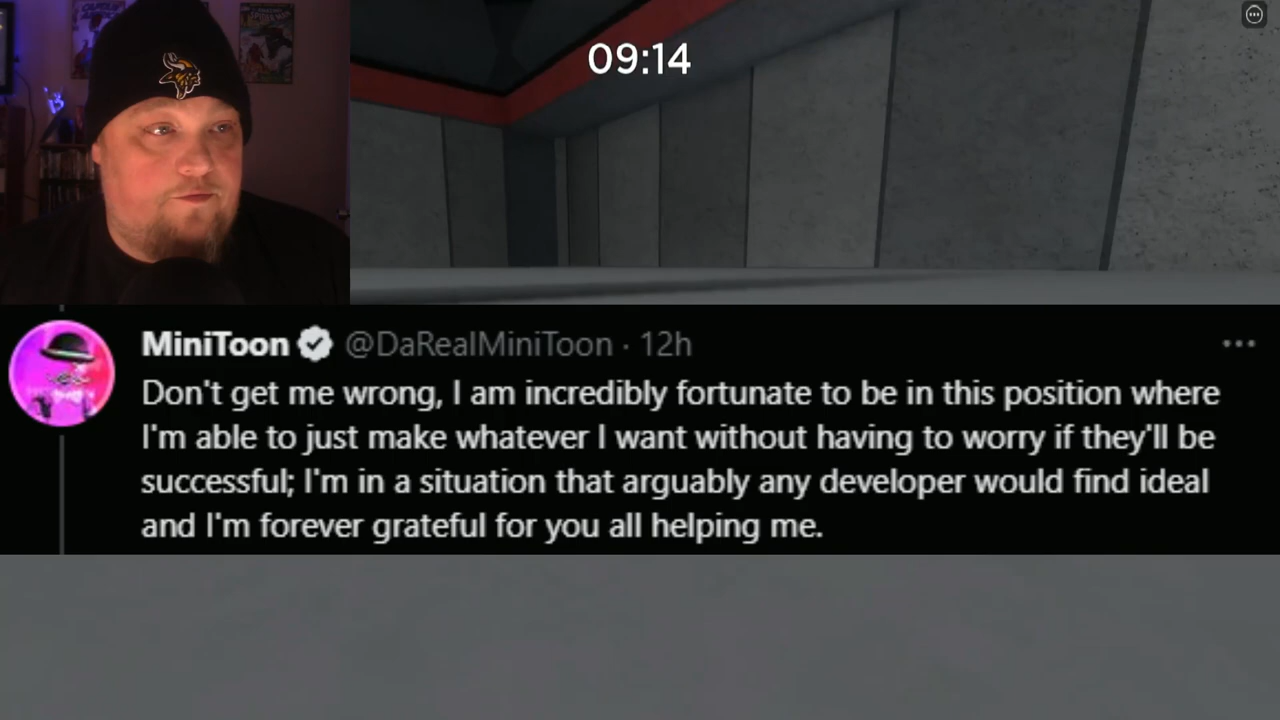 09:14
MiniToon @DaRealMiniToon · 12h
Don't get me wrong, I am incredibly fortunate to be in this position where
I'm able to just make whatever I want without having to worry if they'll be
successful; I'm in a situation that arguably any developer would find ideal
and I'm forever grateful for you all helping me.